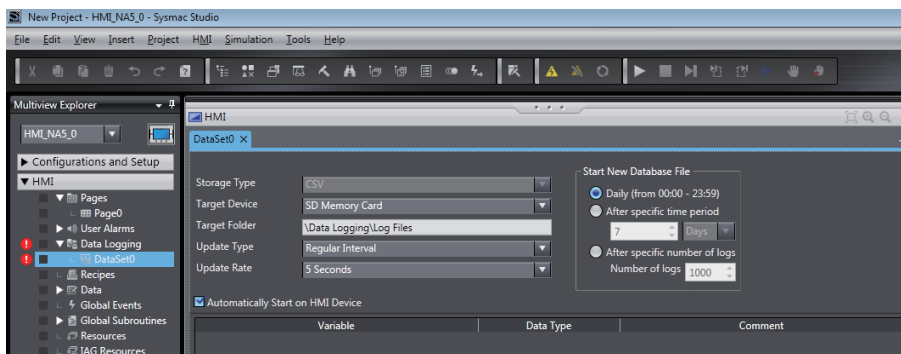 New Project - HMI_NA5_0 - Sysmac Studio
File Edit View Insert Project HMI Simulation Tools Help
Multiview Explorer
HMI_NA5_0
Configurations and Setup
HMI
Pages
Page0
User Alarms
Data Logging
DataSet0
Recipes
Data
Global Events
Global Subroutines
Resources
IAG Resources
HMI
DataSet0
Storage Type CSV
Target Device SD Memory Card
Target Folder \Data Logging\Log Files
Update Type Regular Interval
Update Rate 5 Seconds
Automatically Start on HMI Device
Start New Database File
Daily (from 00:00 - 23:59)
After specific time period
7 Days
After specific number of logs
Number of logs 1000
Variable Data Type Comment